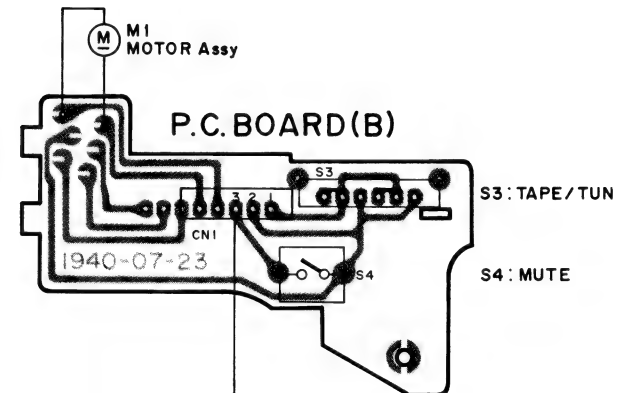 M1
M MOTOR Assy
P.C.BOARD(B)
S3
S3:TAPE/TUN
3 2 1
CN1
1940-07-23
S4
S4:MUTE